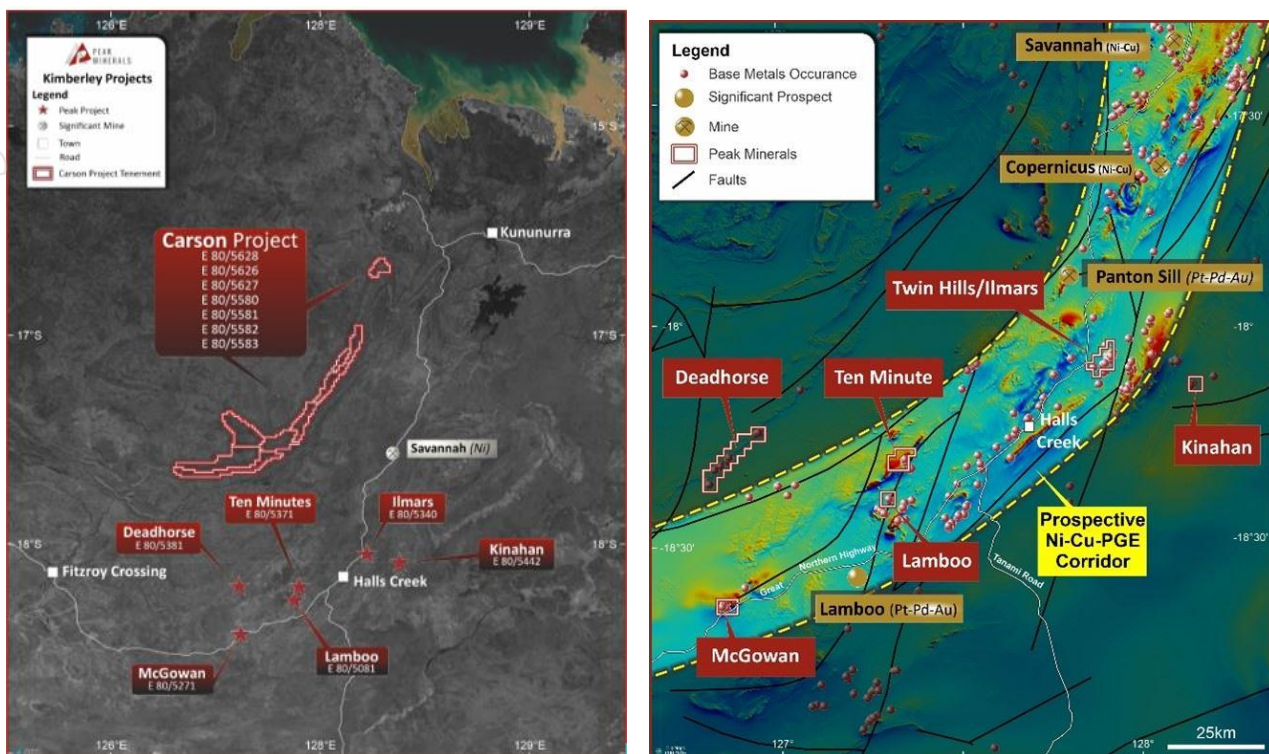 126°E
128°E
129°E
PEAK
MINERALS
Kimberley Projects
Legend
Peak Project
Significant Mine
Town
Road
Carson Project Tenement
15°S
Carson Project
E 80/5628
E 80/5626
E 80/5627
E 80/5580
E 80/5581
E 80/5582
E 80/5583
Kununurra
17°S
17°S
Savannah (Ni)
Ten Minutes
E 80/5371
Ilmars
E 80/5340
Deadhorse
E 80/5381
Kinahan
E 80/5442
18°S
18°S
Fitzroy Crossing
Halls Creek
McGowan
E 80/5271
Lamboo
E 80/5081
126°E
128°E
129°E
Legend
Base Metals Occurance
Significant Prospect
Mine
Peak Minerals
Faults
Savannah (Ni-Cu)
-17°30'
Copernicus (Ni-Cu)
Panton Sill (Pt-Pd-Au)
Twin Hills/Ilmars
-18°
-18°
Deadhorse
Ten Minute
Halls
Creek
Kinahan
Prospective
Ni-Cu-PGE
Corridor
-18°30'
-18°30'
Lamboo
Great Northern Highway
Tanami Road
Lamboo (Pt-Pd-Au)
McGowan
127°
128°
25km